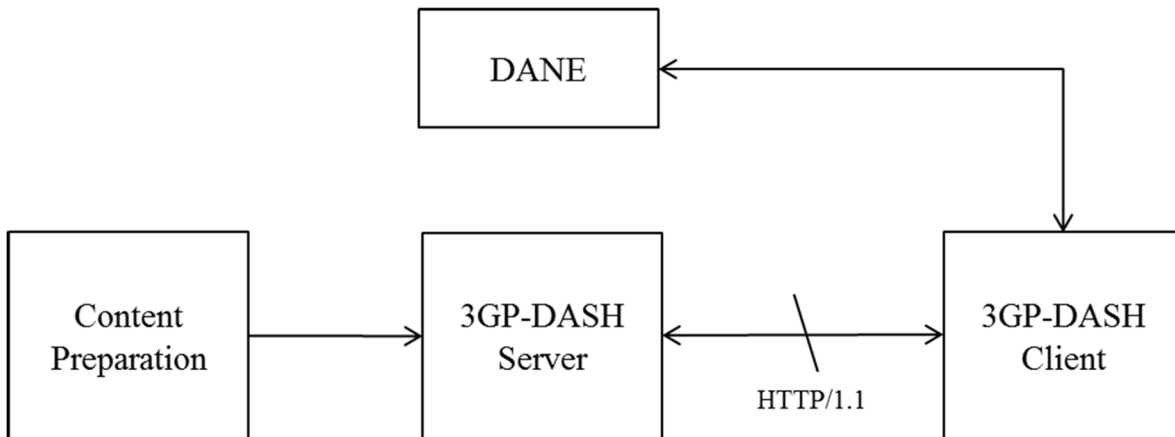 DANE
Content
Preparation
3GP-DASH
Server
HTTP/1.1
3GP-DASH
Client